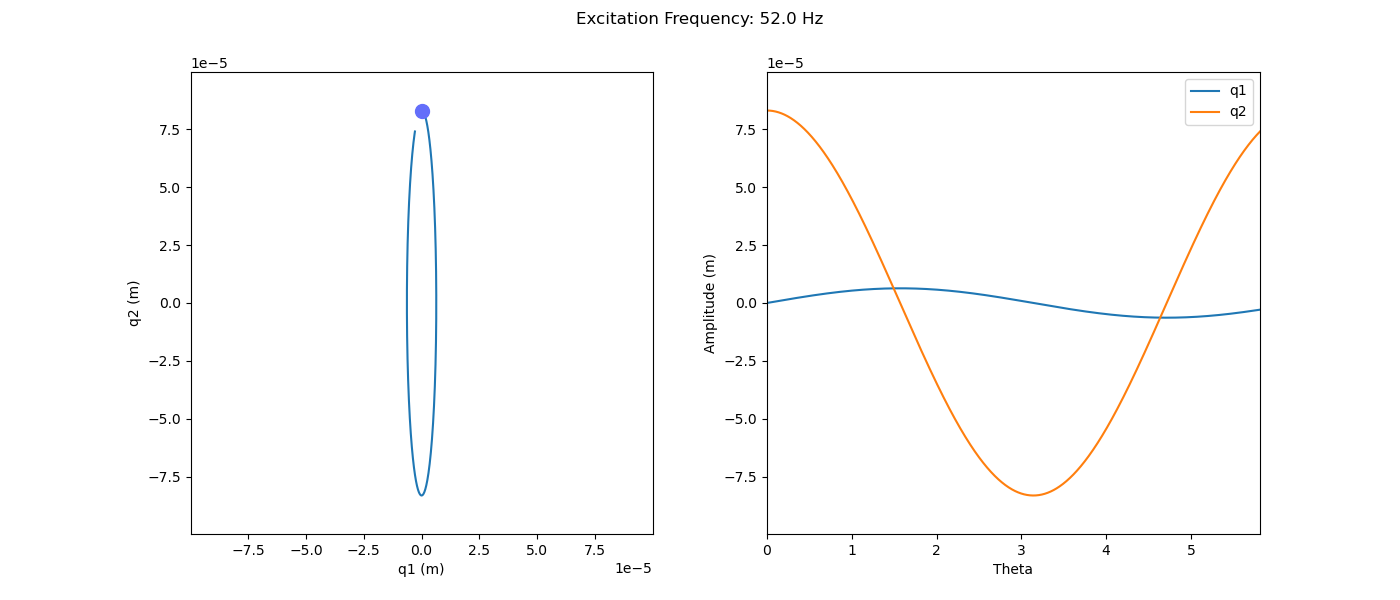 Excitation Frequency: 52.0 Hz
1e−5
7.5
5.0
2.5
0.0
−2.5
−5.0
−7.5
q2 (m)
−7.5 −5.0 −2.5 0.0 2.5 5.0 7.5
q1 (m)
1e−5
1e−5
q1
q2
7.5
5.0
2.5
0.0
−2.5
−5.0
−7.5
Amplitude (m)
0 1 2 3 4 5
Theta